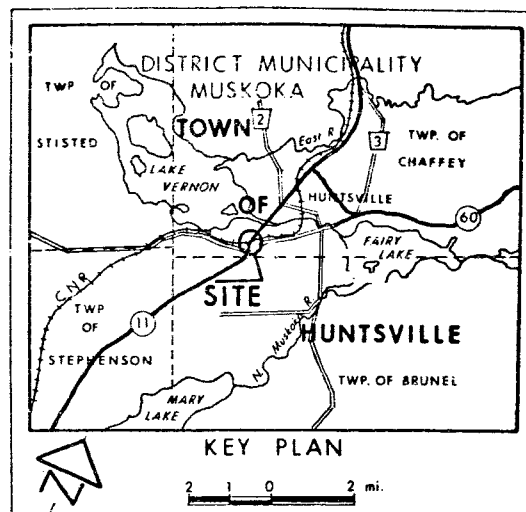 DISTRICT MUNICIPALITY
MUSKOKA
TWP OF
STISTED
TOWN
2
East R.
3
TWP. OF
CHAFFEY
LAKE
VERNON
OF
HUNTSVILLE
60
FAIRY
LAKE
C.N.R.
SITE
11
TWP
OF
STEPHENSON
N. Muskoka R.
HUNTSVILLE
TWP. OF BRUNEL
MARY
LAKE
KEY PLAN
2 1 0 2 mi.